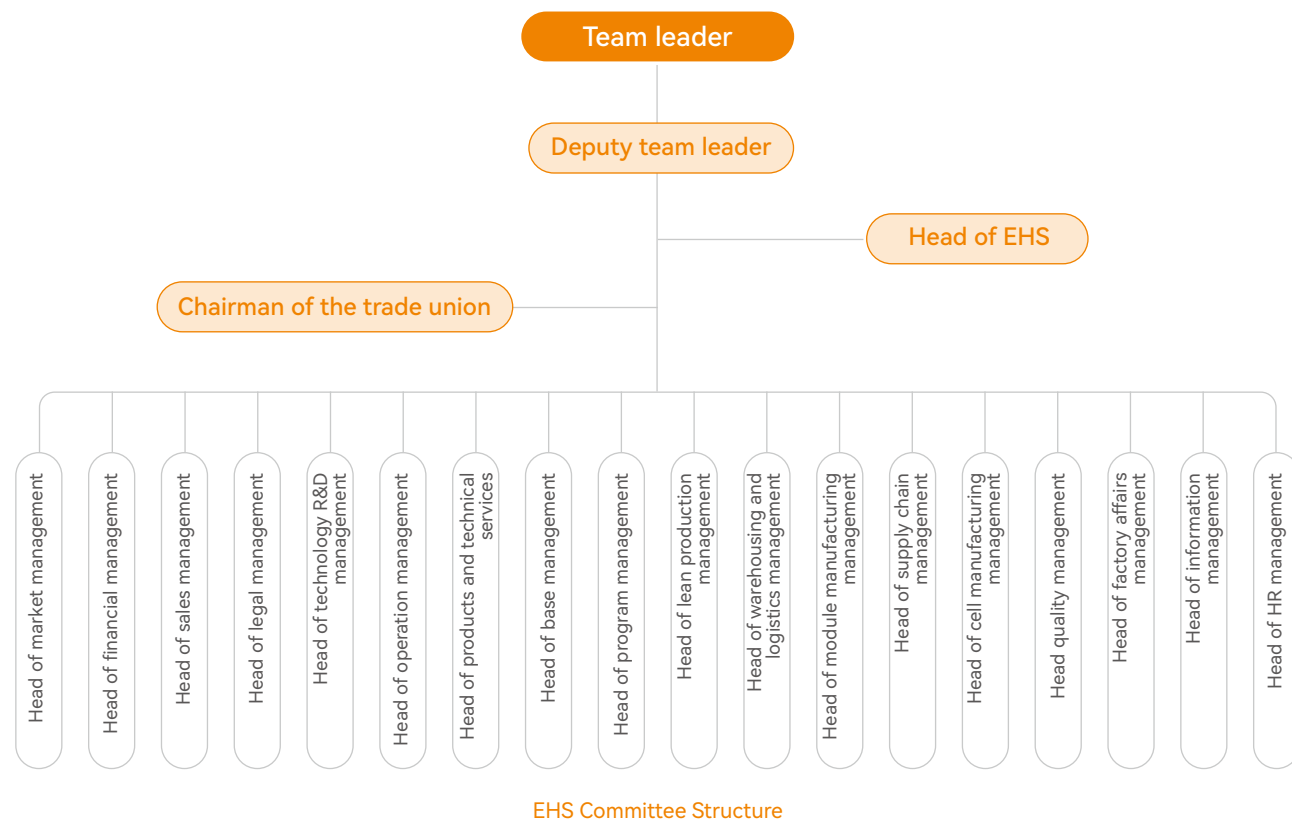 Team leader
Deputy team leader
Head of EHS
Chairman of the trade union
Head of market management
Head of financial management
Head of sales management
Head of legal management
Head of technology R&D
management
Head of operation management
Head of products and technical
services
Head of base management
Head of program management
Head of lean production
management
Head of warehousing and
logistics management
Head of module manufacturing
management
Head of supply chain
management
Head of cell manufacturing
management
Head quality management
Head of factory affairs
management
Head of information
management
Head of HR management
EHS Committee Structure